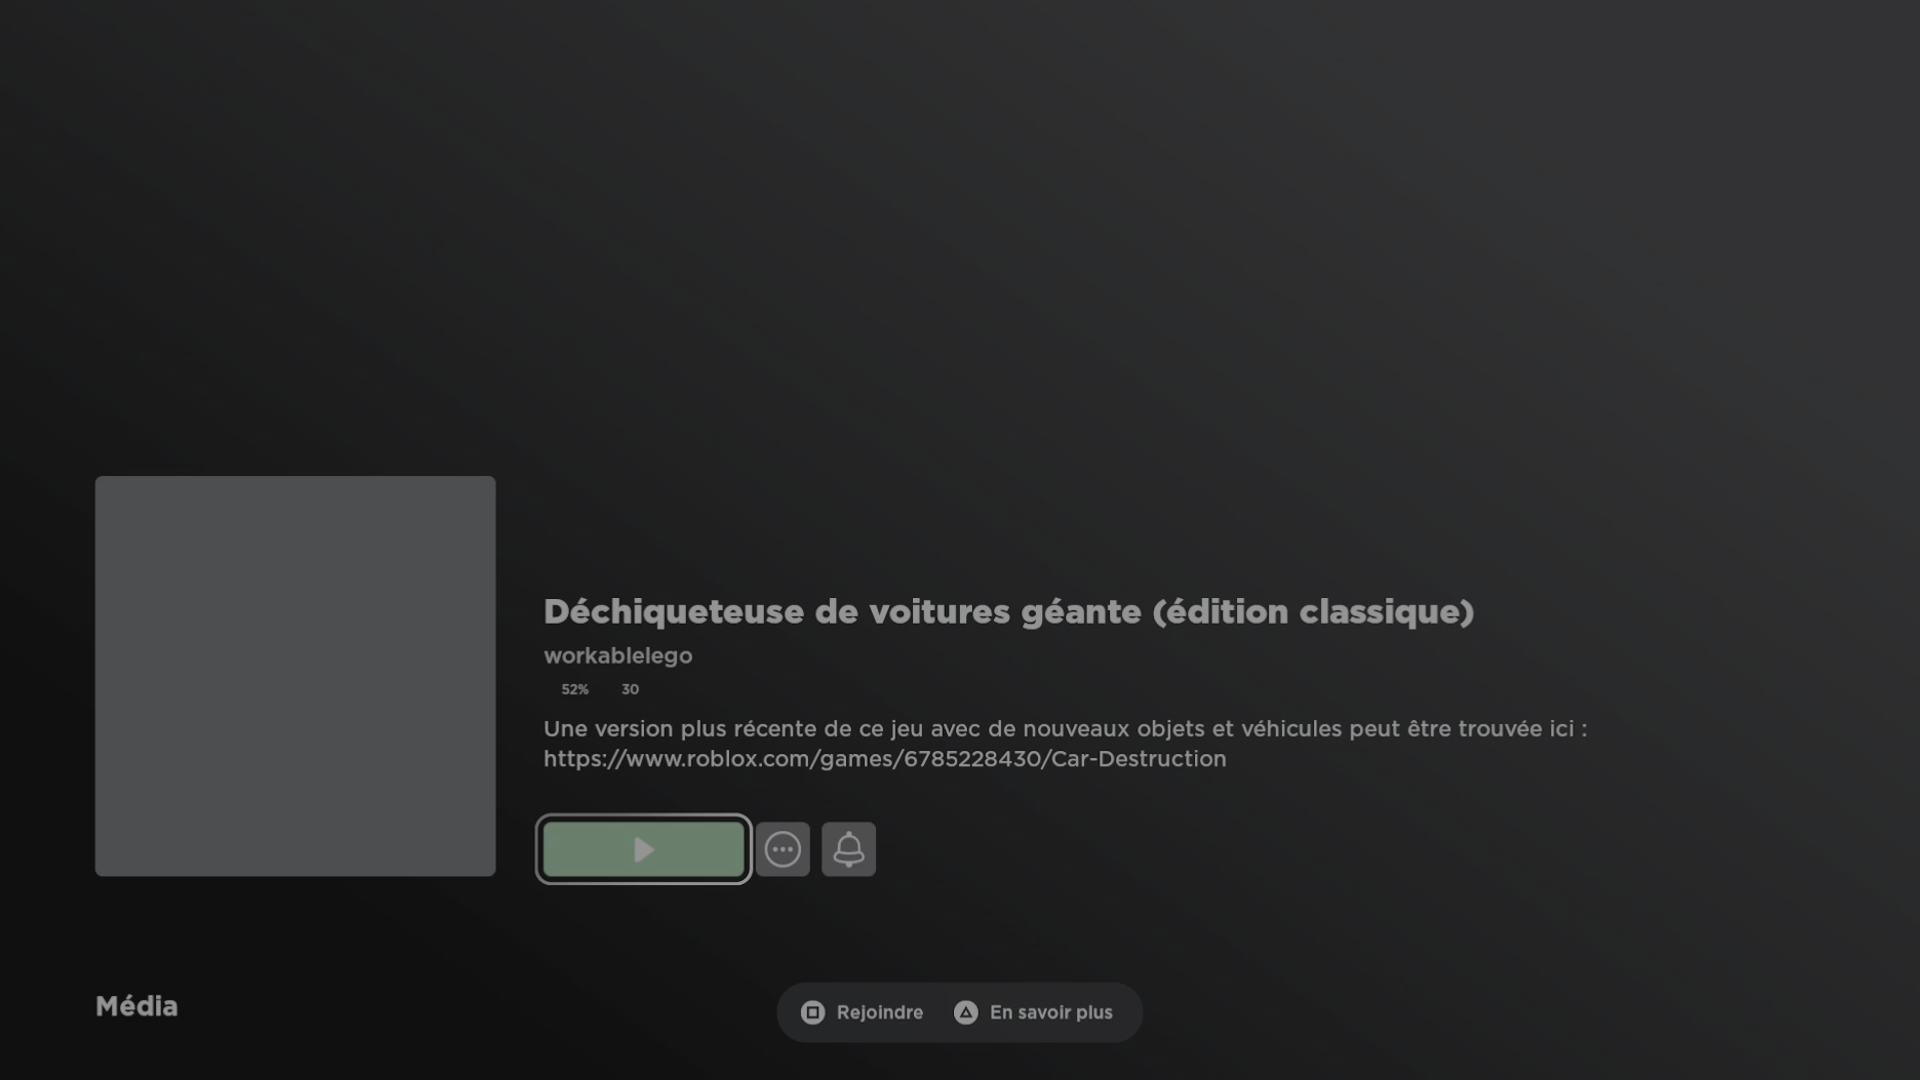 Déchiqueteuse de voitures géante (édition classique)
workablelego
52% 30
Une version plus récente de ce jeu avec de nouveaux objets et véhicules peut être trouvée ici :
https://www.roblox.com/games/6785228430/Car-Destruction
Média
Rejoindre En savoir plus